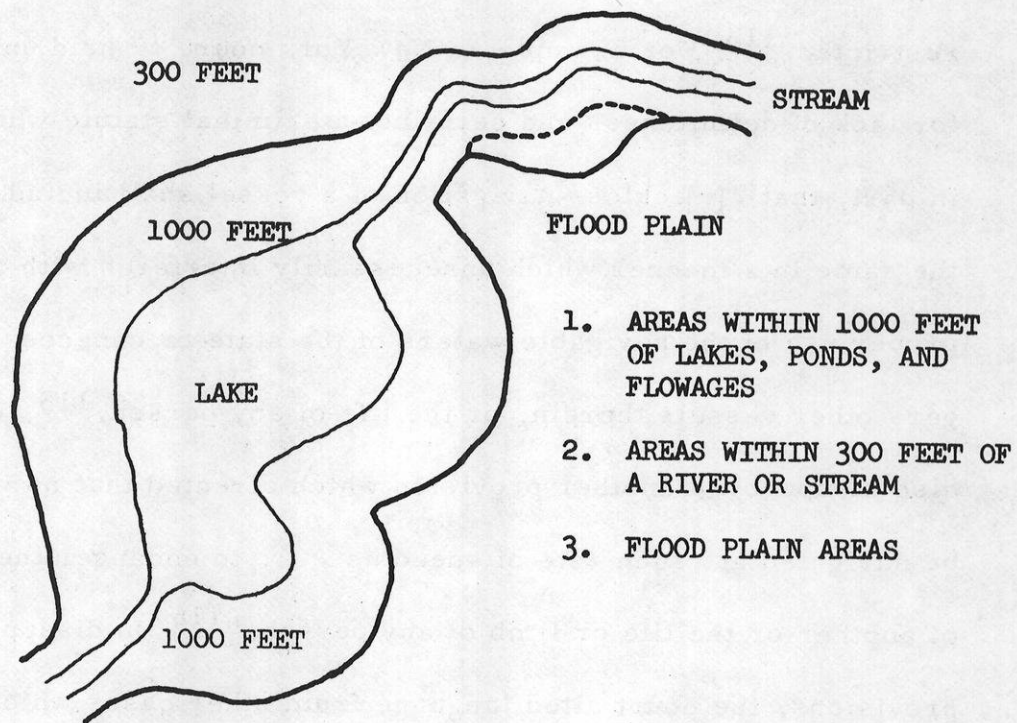 300 FEET
STREAM
1000 FEET
FLOOD PLAIN
LAKE
1. AREAS WITHIN 1000 FEET
OF LAKES, PONDS, AND
FLOWAGES
2. AREAS WITHIN 300 FEET OF
A RIVER OR STREAM
3. FLOOD PLAIN AREAS
1000 FEET